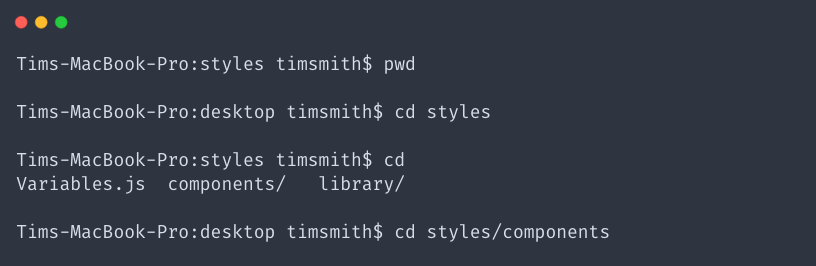 Tims-MacBook-Pro:styles timsmith$ pwd
Tims-MacBook-Pro:desktop timsmith$ cd styles
Tims-MacBook-Pro:styles timsmith$ cd
Variables.js  components/   library/
Tims-MacBook-Pro:desktop timsmith$ cd styles/components